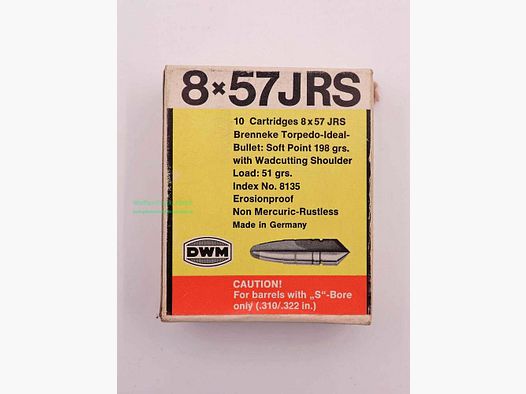 8×57JRS
10 Cartridges 8x57 JRS
Brenneke Torpedo-Ideal-
Bullet: Soft Point 198 grs.
with Wadcutting Shoulder
Load: 51 grs.
Index No. 8135
Erosionproof
Non Mercuric-Rustless
Made in Germany
DWM
CAUTION!
For barrels with „S“-Bore
only (.310/.322 in.)